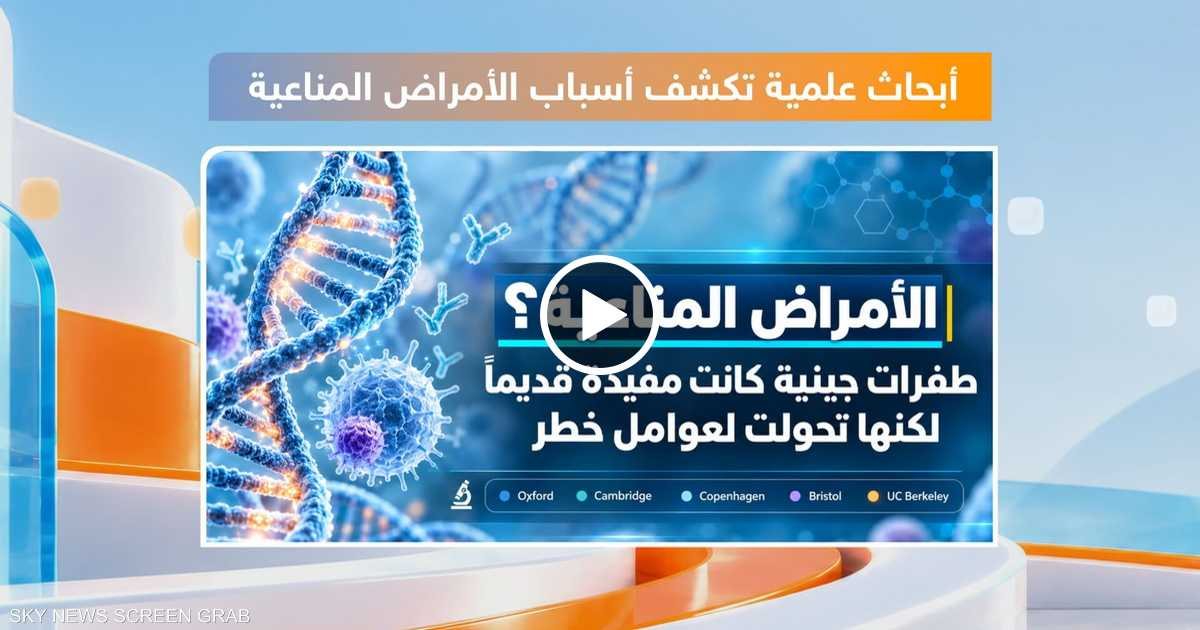 أبحاث علمية تكشف أسباب الأمراض المناعية
الأمراض المناعية؟
طفرات جينية كانت مفيدة قديماً
لكنها تحولت لعوامل خطر
Oxford Cambridge Copenhagen Bristol UC Berkeley
SKY NEWS SCREEN GRAB